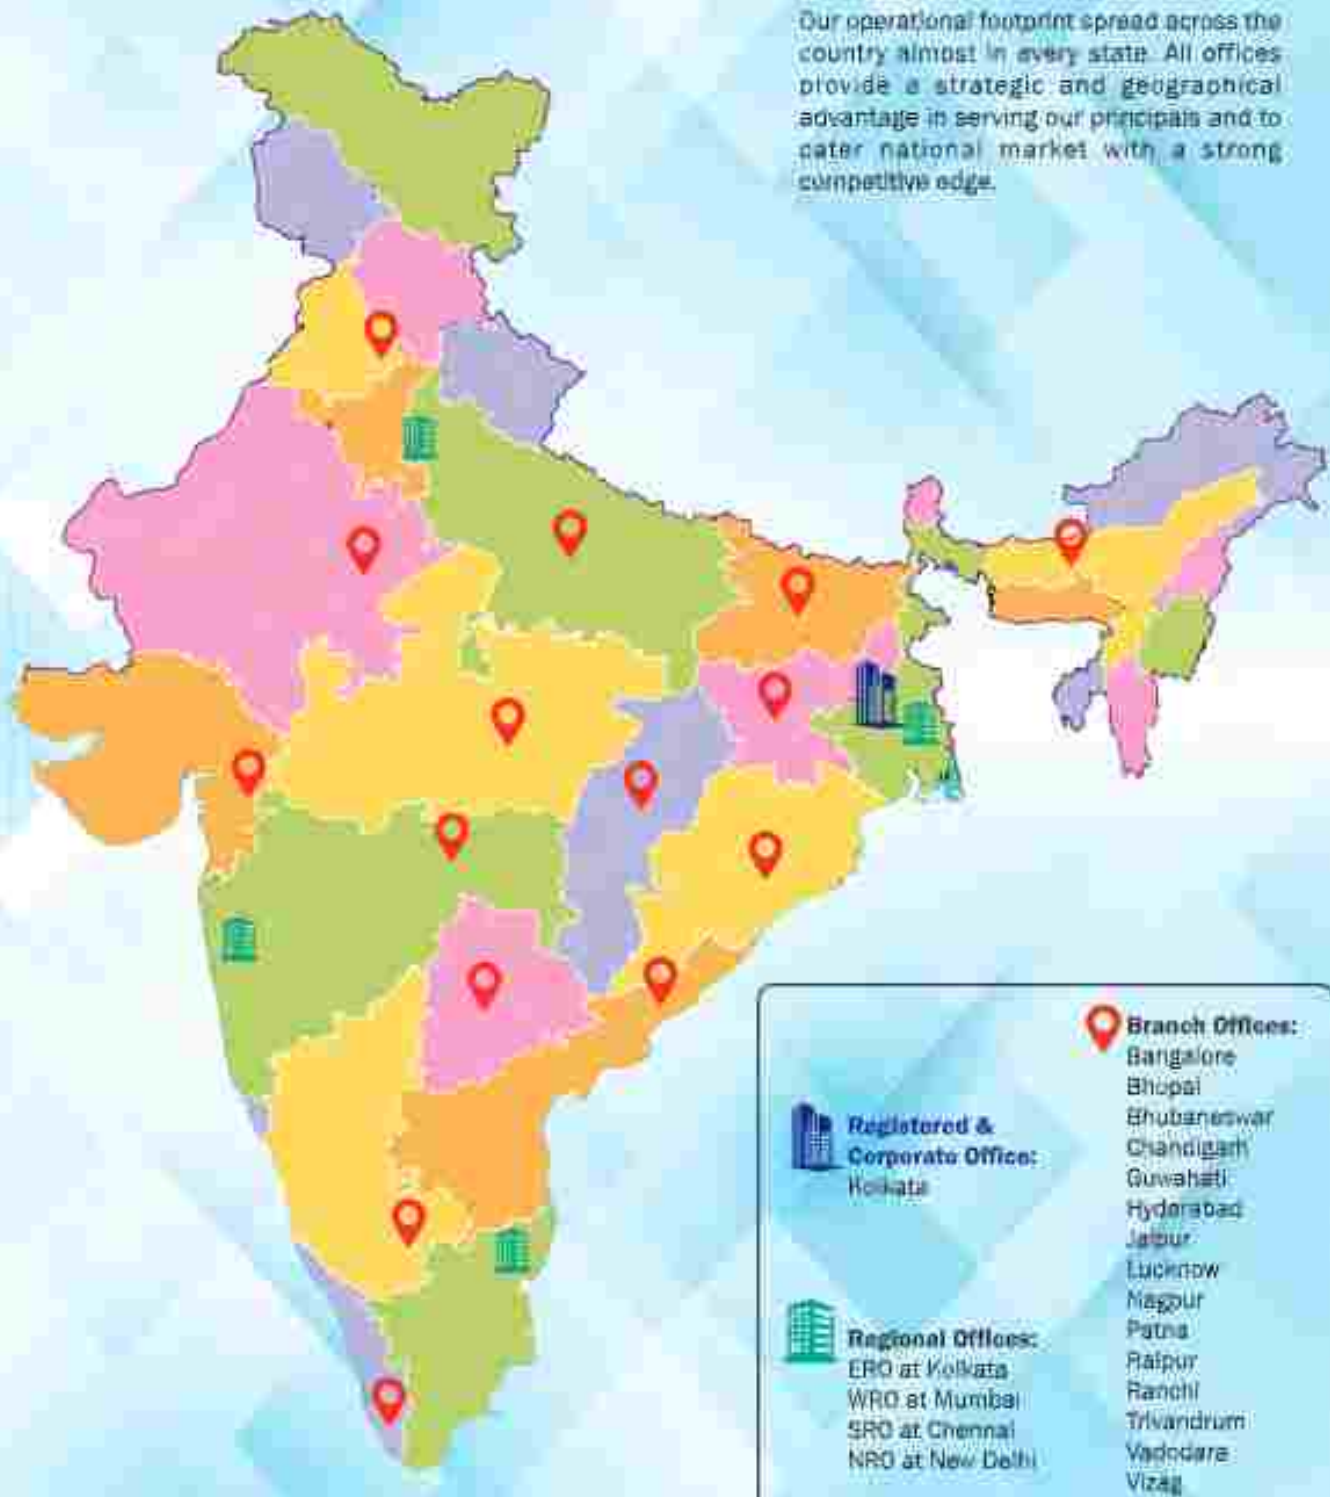 Our operational footprint spread across the
country almost in every state. All offices
provide a strategic and geographical
advantage in serving our principals and to
cater national market with a strong
competitive edge.
Registered &
Corporate Office:
Kolkata
Regional Offices:
ERO at Kolkata
WRO at Mumbai
SRO at Chennai
NRO at New Delhi
Branch Offices:
Bangalore
Bhopal
Bhubaneswar
Chandigarh
Guwahati
Hyderabad
Jaipur
Lucknow
Nagpur
Patna
Raipur
Ranchi
Trivandrum
Vadodara
Vizag